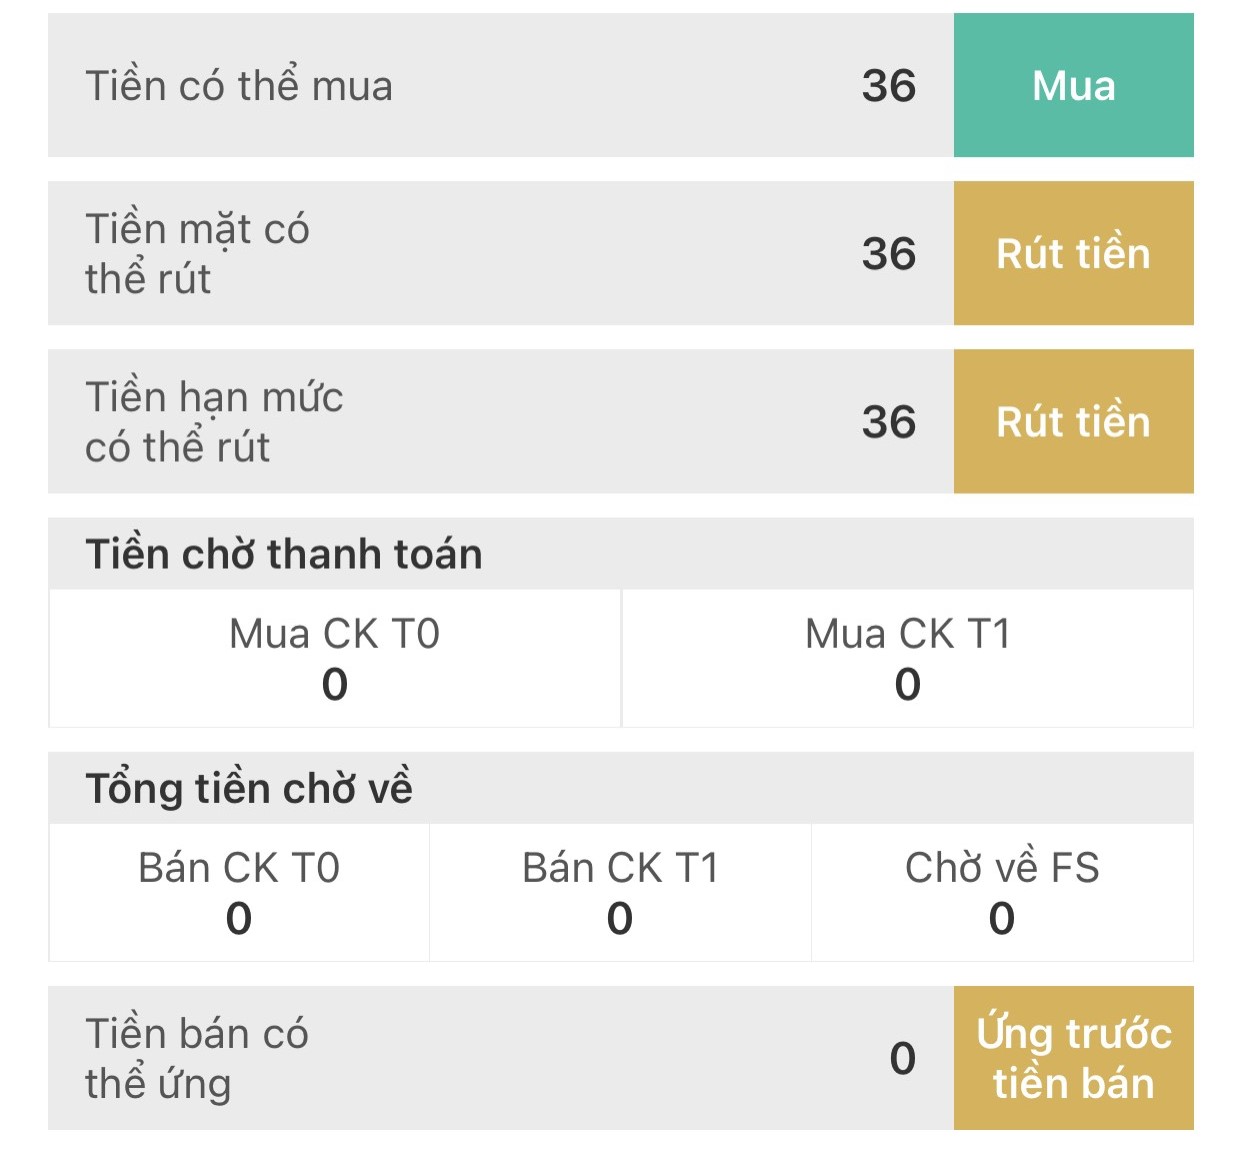 Tiền có thể mua 36 Mua
Tiền mặt có
thể rút
36 Rút tiền
Tiền hạn mức
có thể rút
36 Rút tiền
Tiền chờ thanh toán
Mua CK T0 Mua CK T1
0 0
Tổng tiền chờ về
Bán CK T0 Bán CK T1 Chờ về FS
0 0 0
Tiền bán có
thể ứng
0
Ứng trước
tiền bán